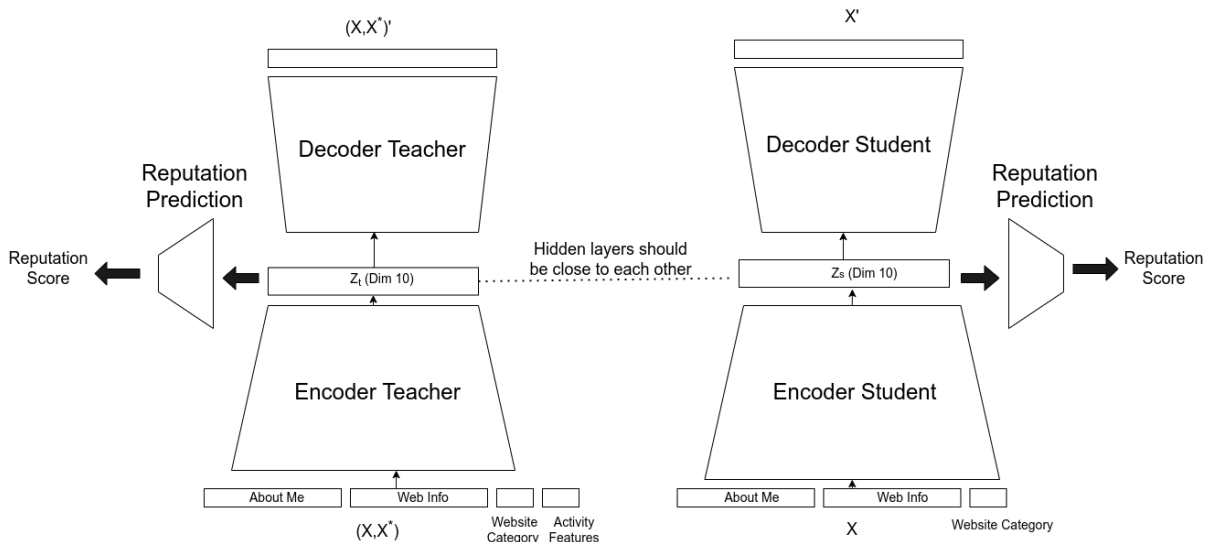 (X,X*)'
X'
Decoder Teacher
Decoder Student
Reputation
Prediction
Reputation
Prediction
Reputation
Score
Zt (Dim 10)
Hidden layers should
be close to each other
Zs (Dim 10)
Reputation
Score
Encoder Teacher
Encoder Student
About Me
Web Info
Website
Category
Activity
Features
(X,X*)
About Me
Web Info
Website Category
X